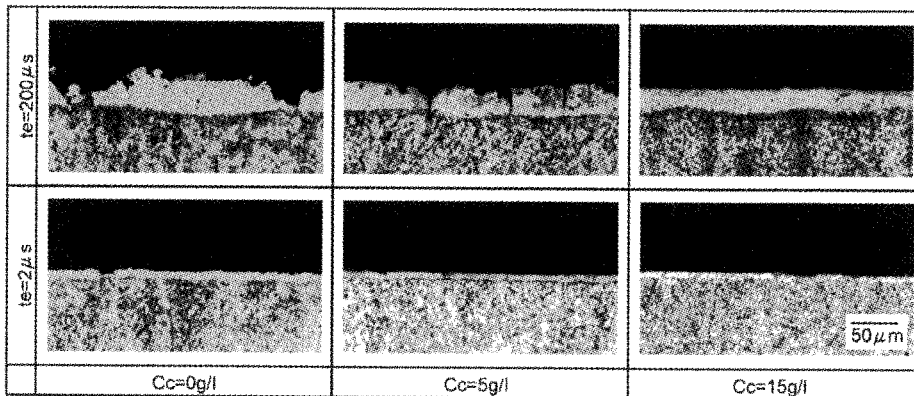 te=200μs
te=2μs
50μm
Cc=0g/l
Cc=5g/l
Cc=15g/l